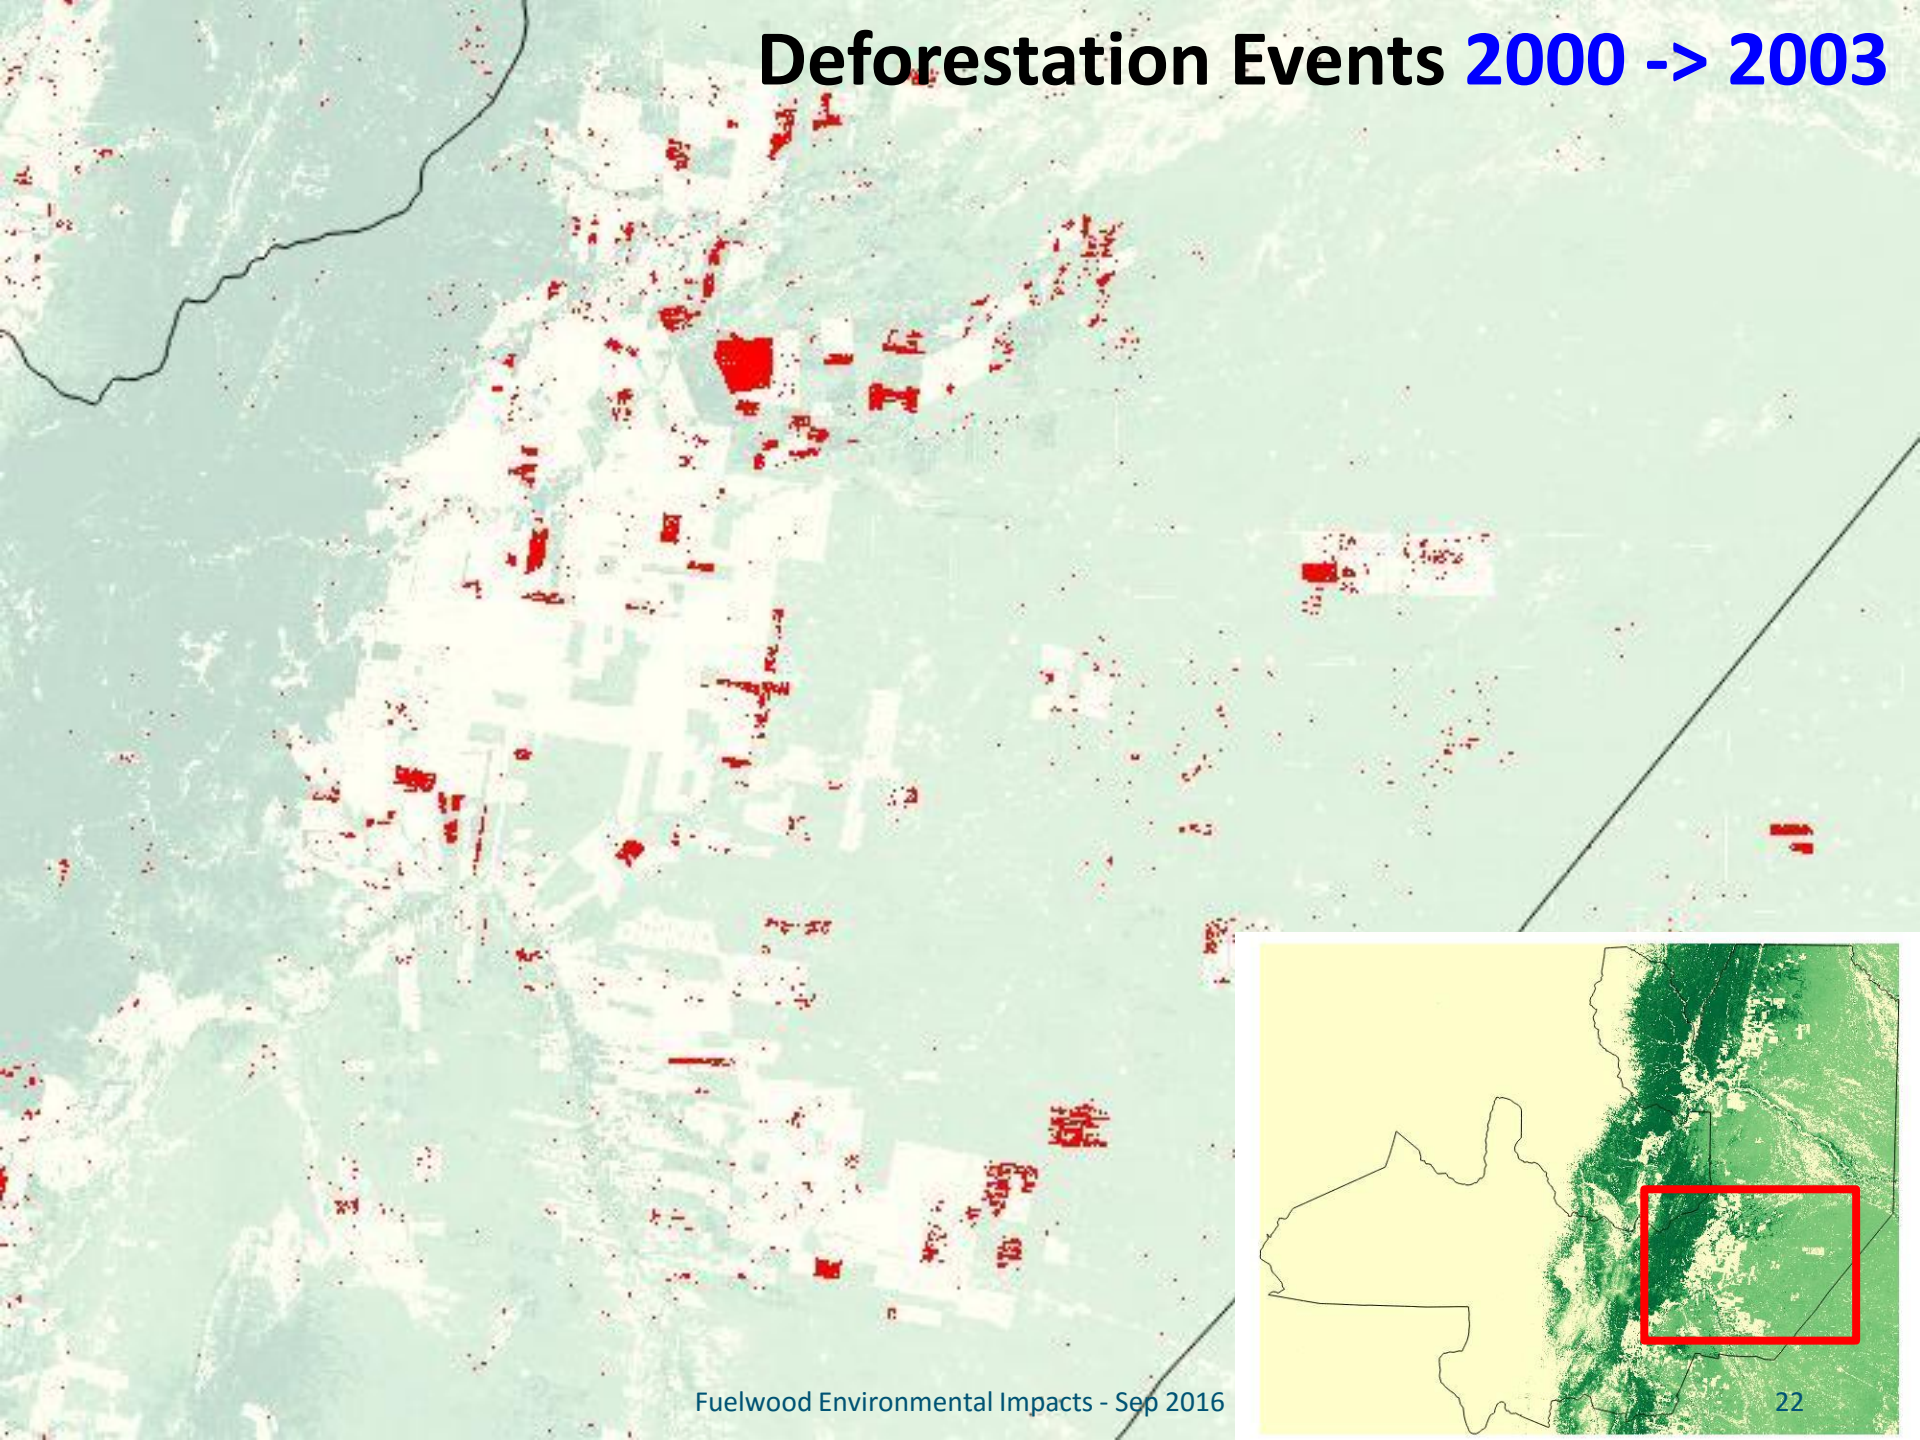 Deforestation Events 2000 -> 2003
Fuelwood Environmental Impacts - Sep 2016
22